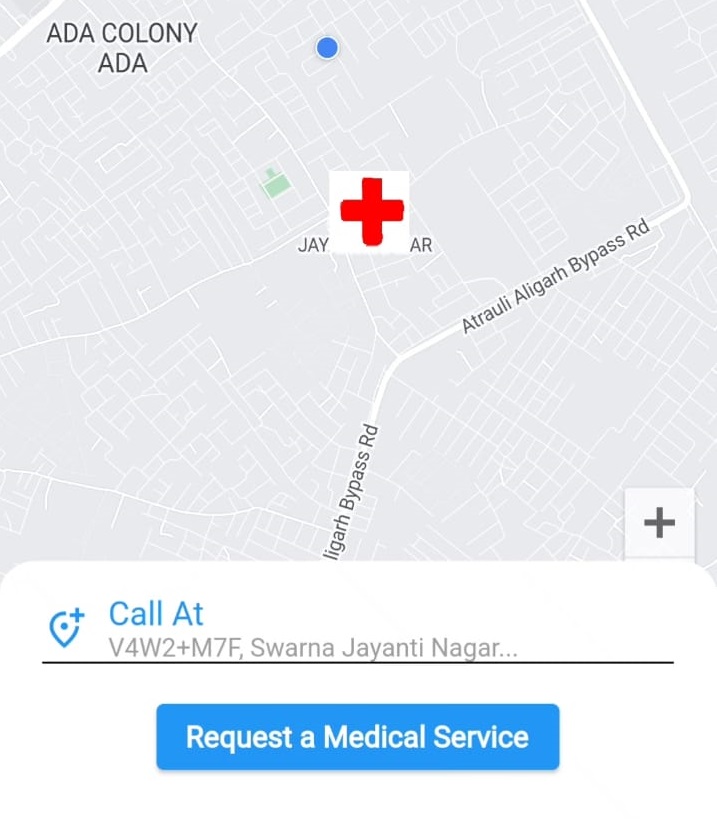 ADA COLONY
ADA
JAY
AR
Atrauli Aligarh Bypass Rd
ligarh Bypass Rd
+
Call At
V4W2+M7F, Swarna Jayanti Nagar...
Request a Medical Service